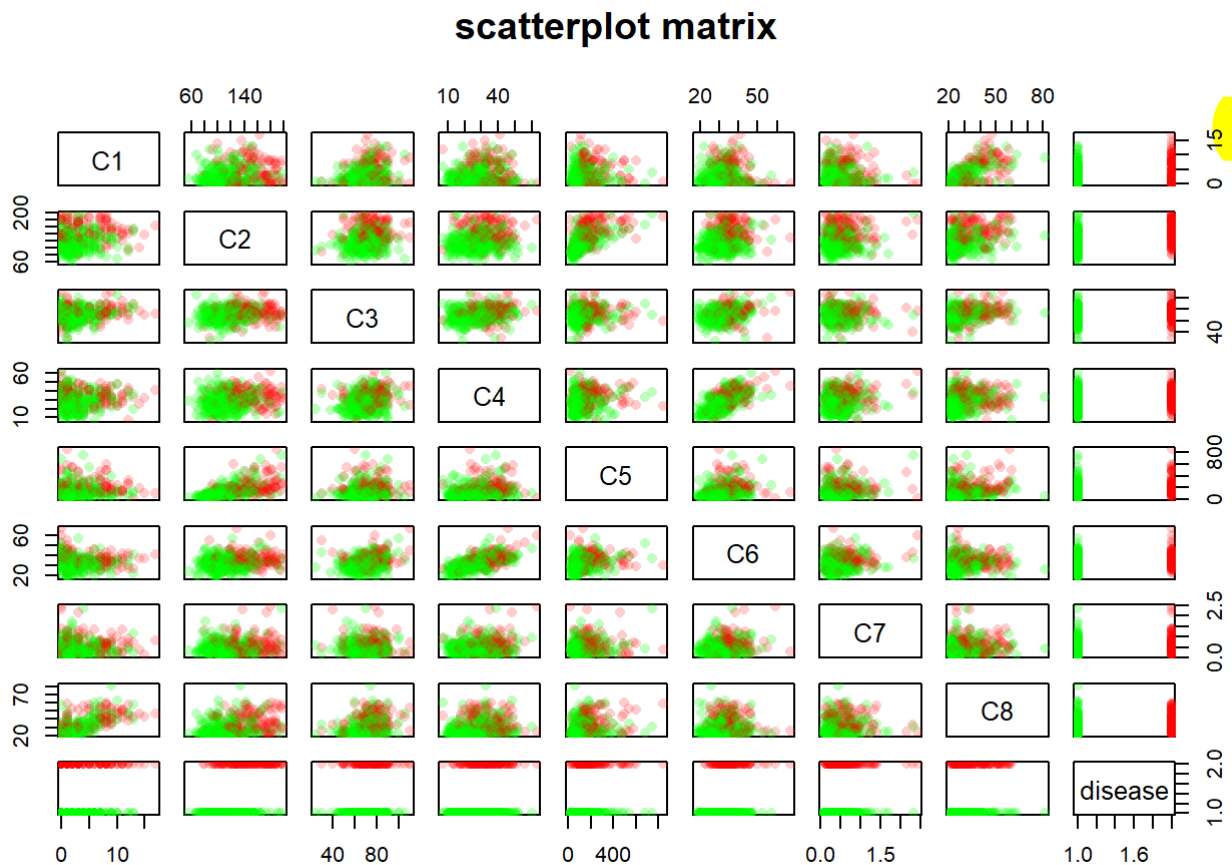 scatterplot matrix
60 140 10 40 20 50 20 50 80
C1 0 15
60 200 C2
C3 40
10 60 C4
C5 0 800
20 60 C6
C7 0.0 2.5
20 70 C8
disease 1.0 2.0
0 10 40 80 0 400 0.0 1.5 1.0 1.6